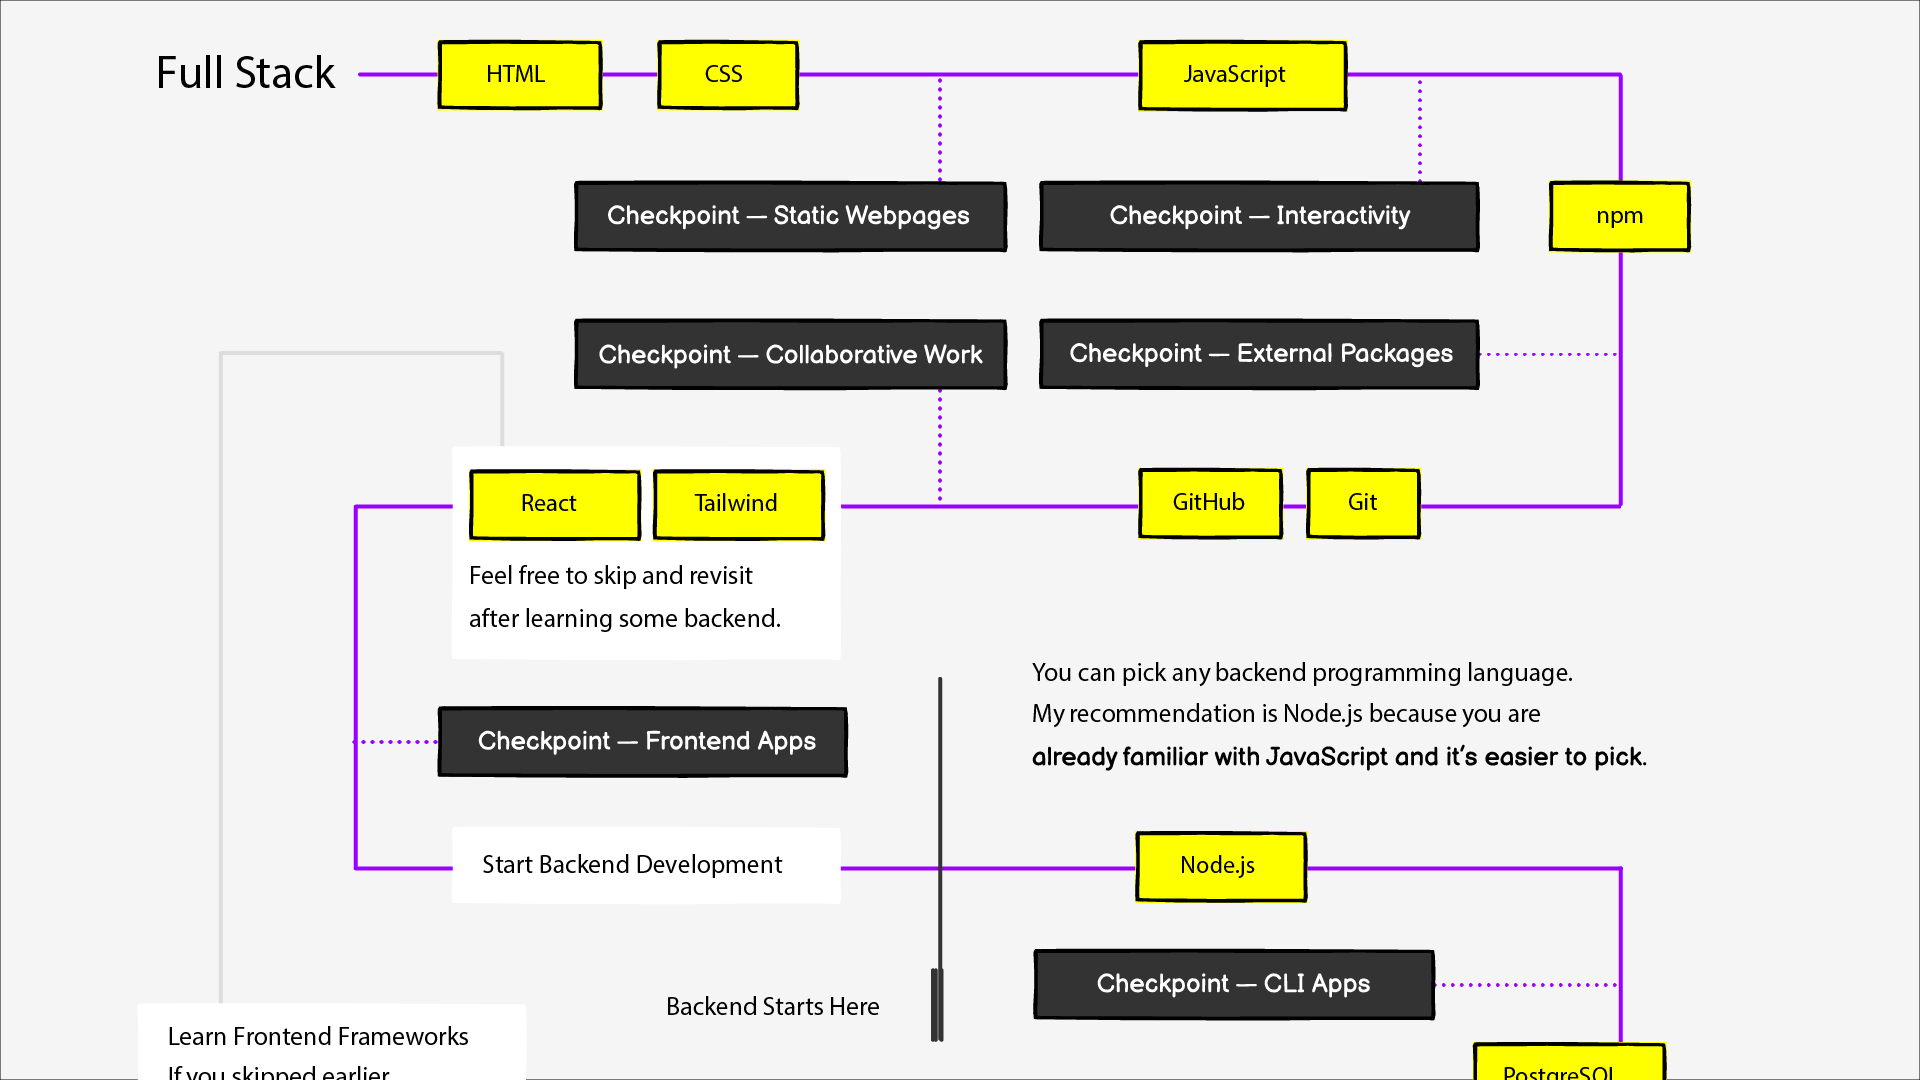 Full Stack
HTML
CSS
JavaScript
Checkpoint — Static Webpages
Checkpoint — Interactivity
npm
Checkpoint — Collaborative Work
Checkpoint — External Packages
React
Tailwind
GitHub
Git
Feel free to skip and revisit
after learning some backend.
You can pick any backend programming language.
My recommendation is Node.js because you are
already familiar with JavaScript and it's easier to pick.
Checkpoint — Frontend Apps
Start Backend Development
Node.js
Checkpoint — CLI Apps
Backend Starts Here
Learn Frontend Frameworks
If you skipped earlier
PostgreSQL